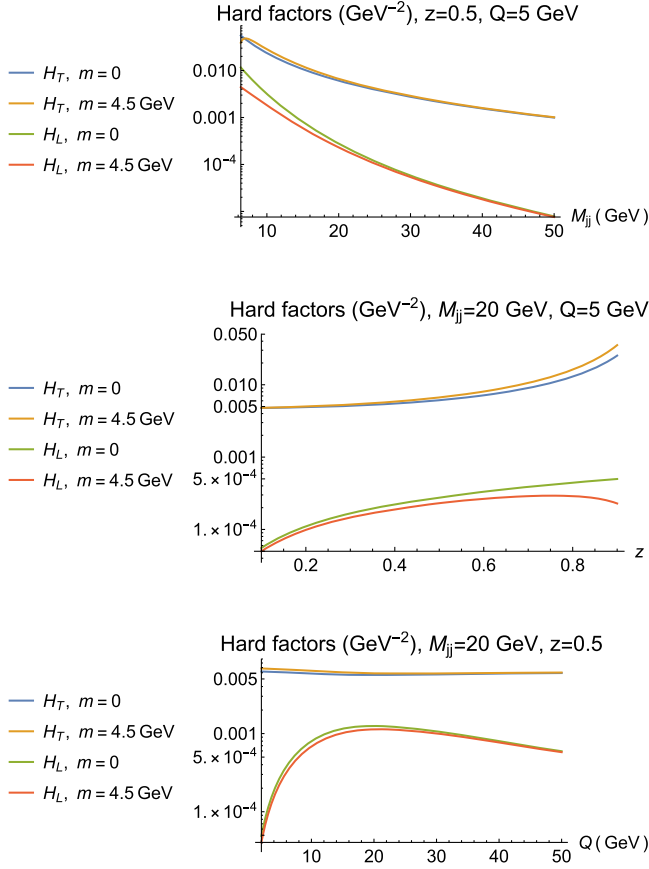 Hard factors (GeV⁻²), z=0.5, Q=5 GeV
H_T, m = 0
H_T, m = 4.5 GeV
H_L, m = 0
H_L, m = 4.5 GeV
0.010
0.001
10⁻⁴
10 20 30 40 50
M_jj (GeV)
Hard factors (GeV⁻²), M_jj=20 GeV, Q=5 GeV
H_T, m = 0
H_T, m = 4.5 GeV
H_L, m = 0
H_L, m = 4.5 GeV
0.050
0.010
0.005
0.001
5. × 10⁻⁴
1. × 10⁻⁴
0.2 0.4 0.6 0.8
z
Hard factors (GeV⁻²), M_jj=20 GeV, z=0.5
H_T, m = 0
H_T, m = 4.5 GeV
H_L, m = 0
H_L, m = 4.5 GeV
0.005
0.001
5. × 10⁻⁴
1. × 10⁻⁴
10 20 30 40 50
Q (GeV)